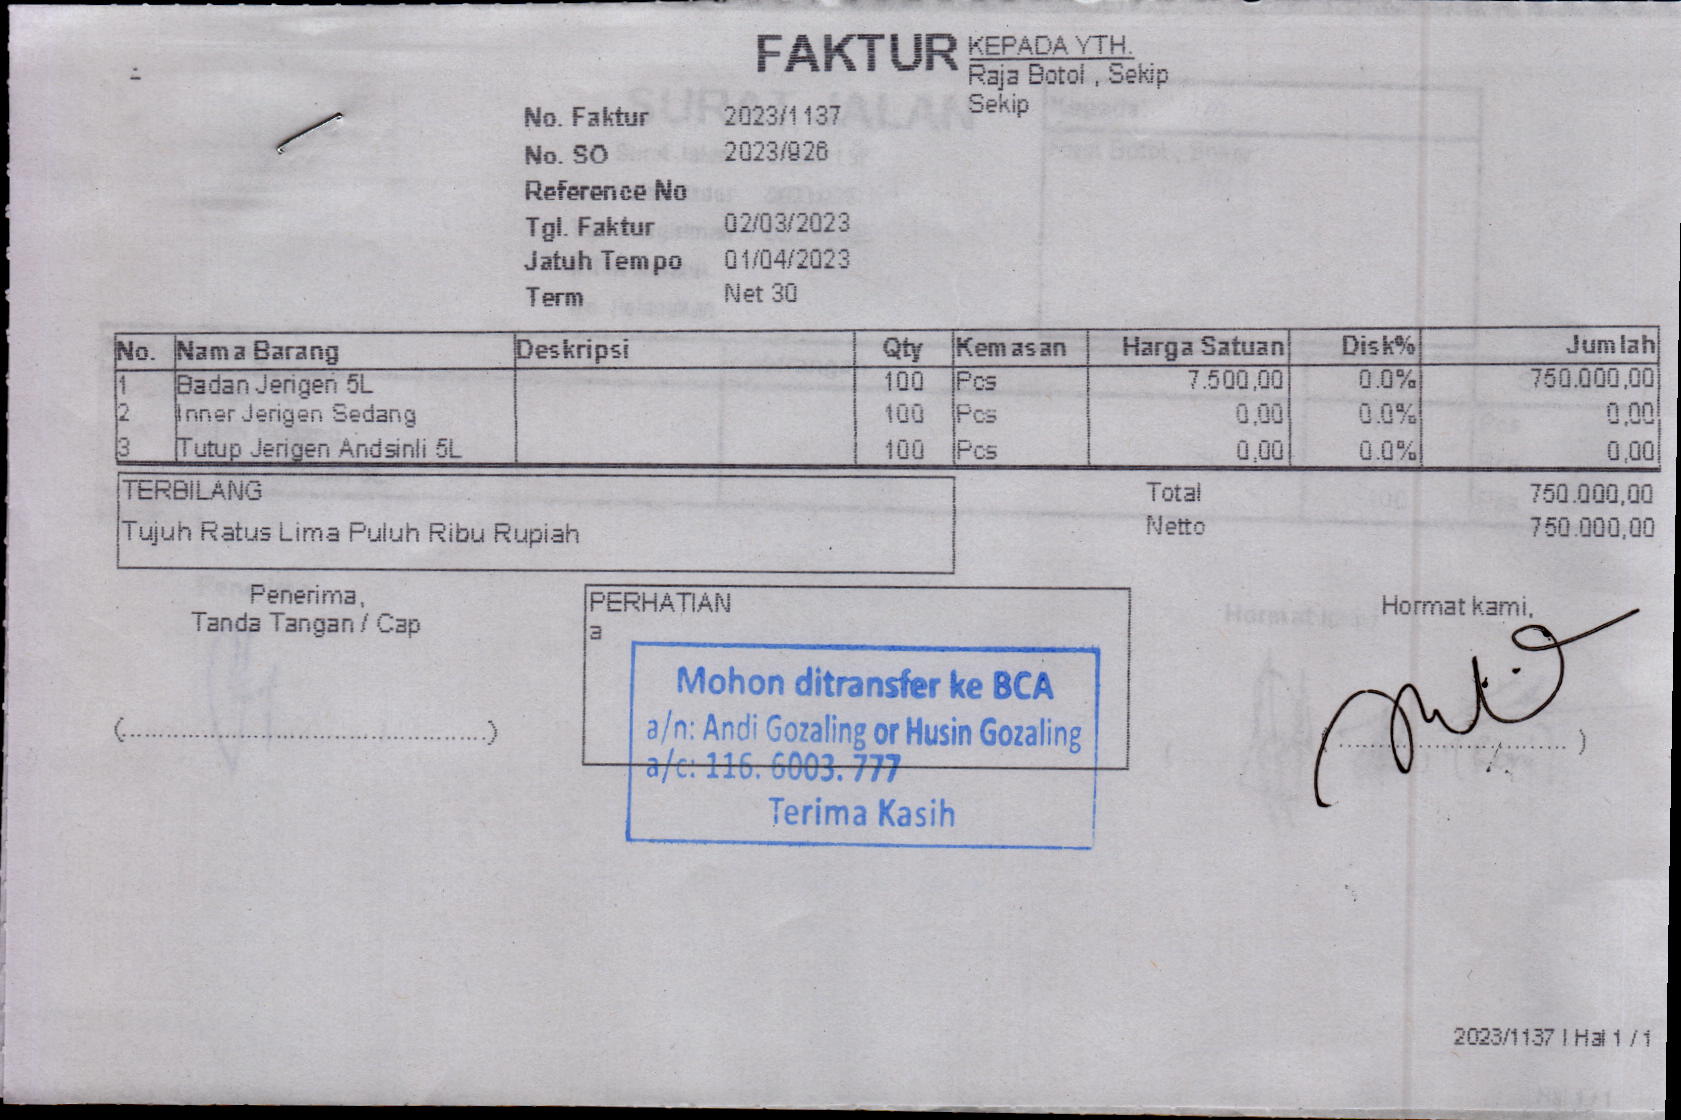 FAKTUR
KEPADA YTH.
Raja Botol , Sekip
Sekip
No. Faktur 2023/1137
No. SO 2023/926
Reference No
Tgl. Faktur 02/03/2023
Jatuh Tempo 01/04/2023
Term Net 30
No. Nama Barang Deskripsi Qty Kemasan Harga Satuan Disk% Jumlah
1 Badan Jerigen 5L 100 Pcs 7.500,00 0.0% 750.000,00
2 Inner Jerigen Sedang 100 Pcs 0,00 0.0% 0,00
3 Tutup Jerigen Andsinli 5L 100 Pcs 0,00 0.0% 0,00
TERBILANG
Tujuh Ratus Lima Puluh Ribu Rupiah
Total 750.000,00
Netto 750.000,00
Penerima,
Tanda Tangan / Cap
(..................................................)
PERHATIAN
a
Mohon ditransfer ke BCA
a/n: Andi Gozaling or Husin Gozaling
a/c: 116. 6003. 777
Terima Kasih
Hormat kami,
(.................................)
2023/1137 | Hal 1 / 1